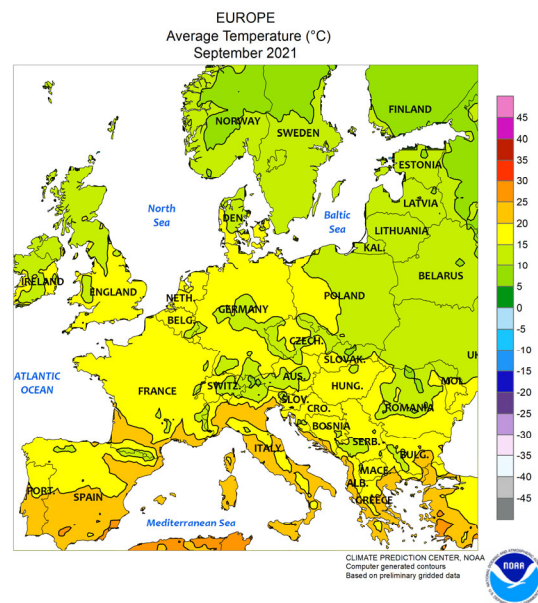 EUROPE
Average Temperature (°C)
September 2021
FINLAND
NORWAY
SWEDEN
ESTONIA
LATVIA
North
Sea
DEN.
Baltic
Sea
LITHUANIA
KAL.
BELARUS
IRELAND
ENGLAND
NETH.
BELG.
GERMANY
POLAND
CZECH.
SLOVAK.
UK
ATLANTIC
OCEAN
FRANCE
SWITZ.
AUS.
HUNG.
MOL.
SLOV.
CRO.
ROMANIA
BOSNIA
SERB.
ITALY
BULG.
MACE.
ALB.
GREECE
PORT.
SPAIN
Mediterranean Sea
45
40
35
30
25
20
15
10
5
0
-5
-10
-15
-20
-25
-30
-35
-40
-45
CLIMATE PREDICTION CENTER, NOAA
Computer generated contours
Based on preliminary gridded data
NOAA